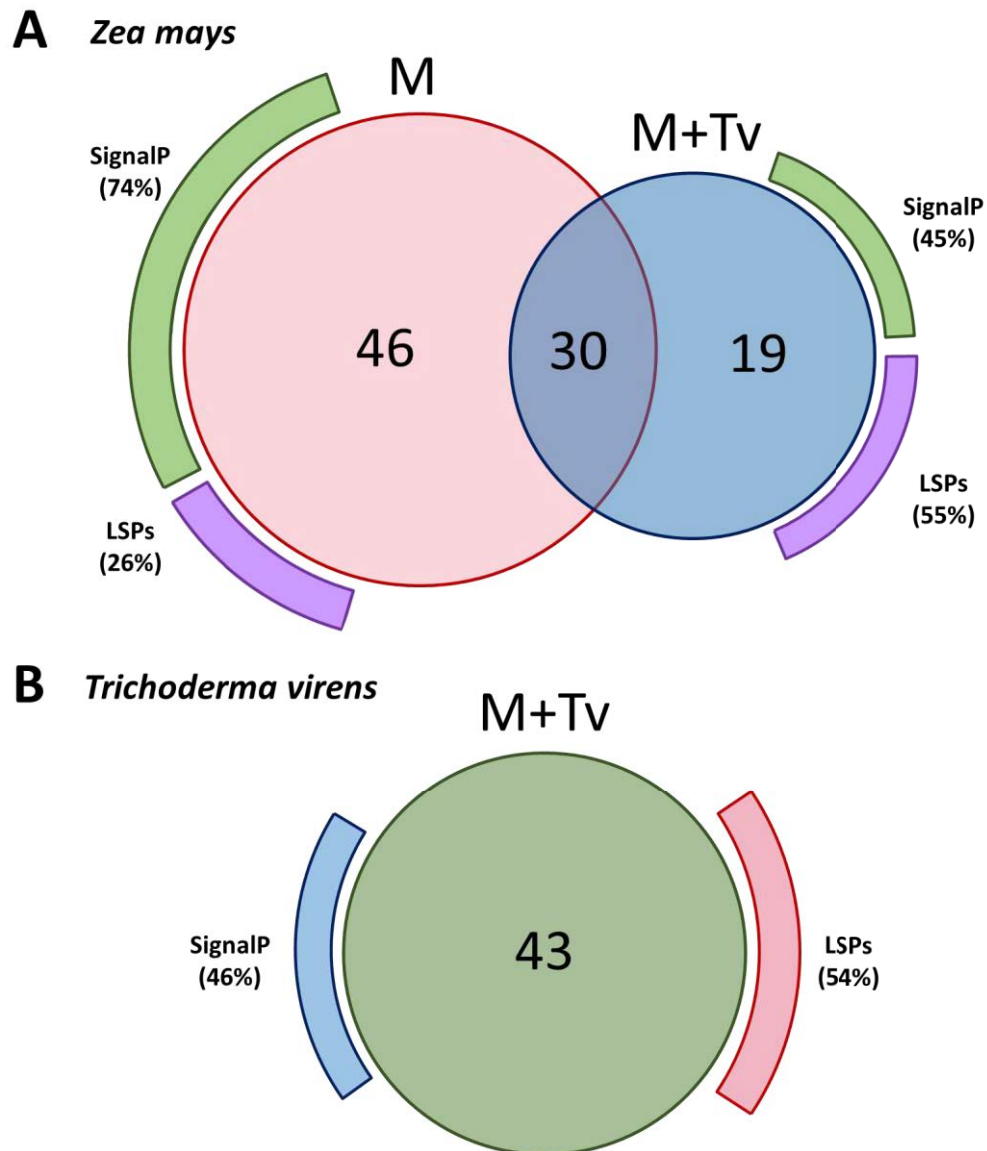 A Zea mays
M
M+Tv
SignalP
(74%)
SignalP
(45%)
46
30
19
LSPs
(26%)
LSPs
(55%)
B Trichoderma virens
M+Tv
43
SignalP
(46%)
LSPs
(54%)